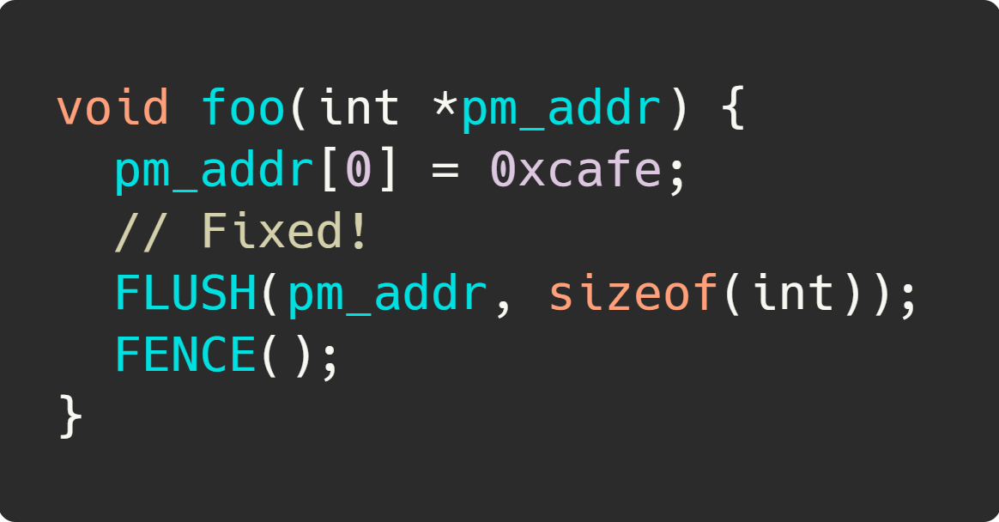 void foo(int *pm_addr) {
  pm_addr[0] = 0xcafe;
  // Fixed!
  FLUSH(pm_addr, sizeof(int));
  FENCE();
}